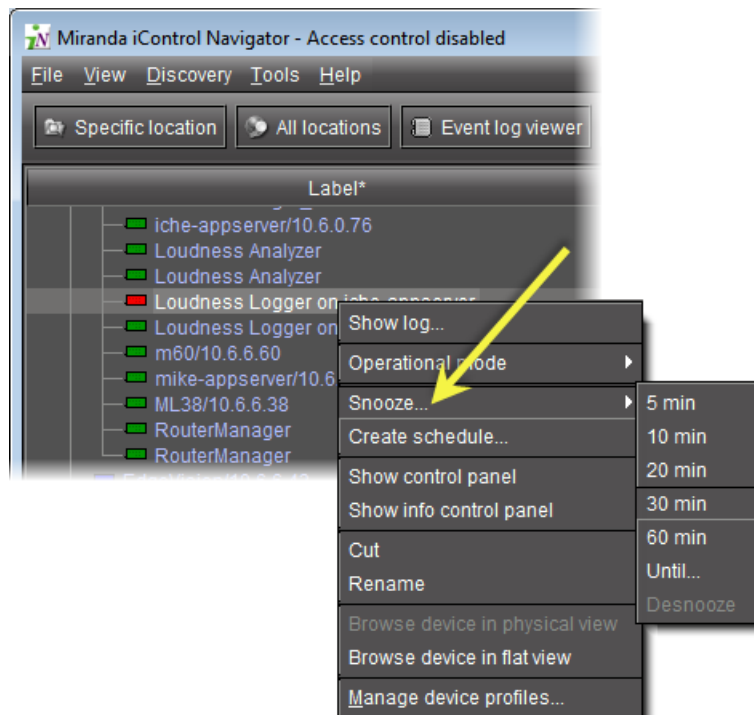 Miranda iControl Navigator - Access control disabled
File View Discovery Tools Help
Specific location All locations Event log viewer
Label*
iche-appserver/10.6.0.76
Loudness Analyzer
Loudness Analyzer
Loudness Logger on iche-appserver
Loudness Logger on
m60/10.6.6.60
mike-appserver/10.6
ML38/10.6.6.38
RouterManager
RouterManager
Show log...
Operational mode
Snooze...
Create schedule...
Show control panel
Show info control panel
Cut
Rename
Browse device in physical view
Browse device in flat view
Manage device profiles...
5 min
10 min
20 min
30 min
60 min
Until...
Desnooze